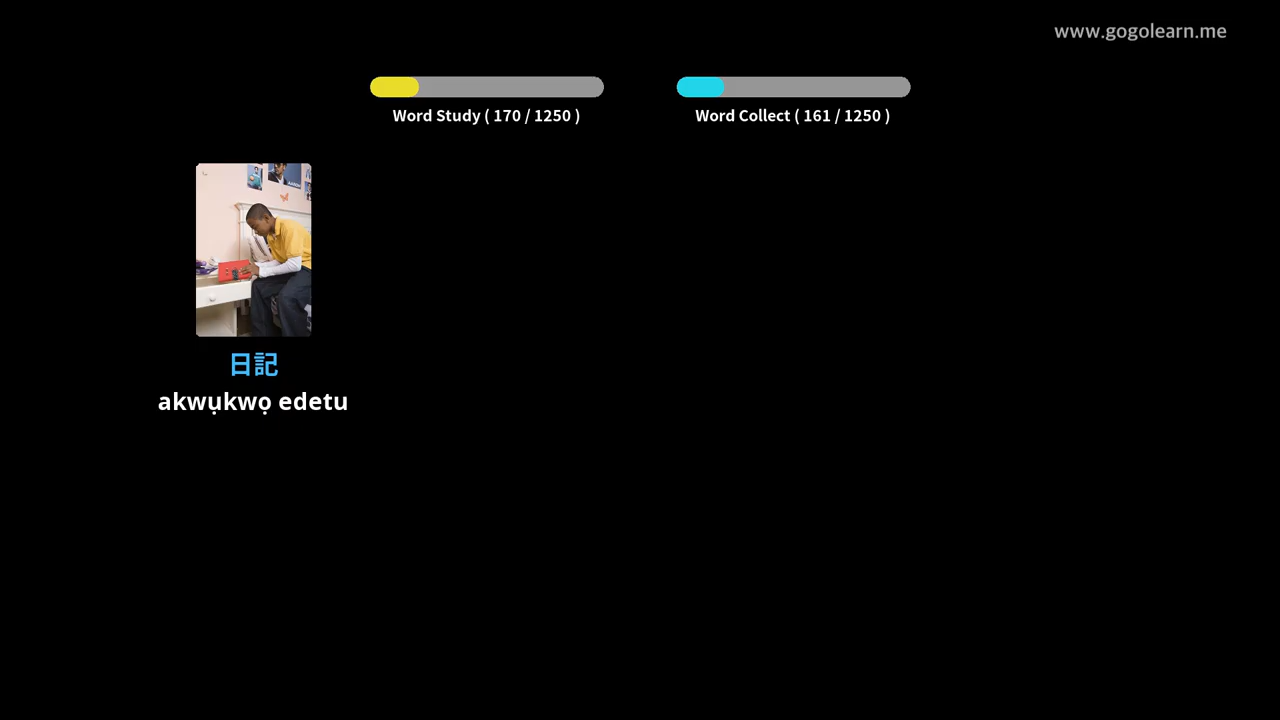 www.gogolearn.me
Word Study ( 170 / 1250 )
Word Collect ( 161 / 1250 )
日記
akwụkwọ edetu